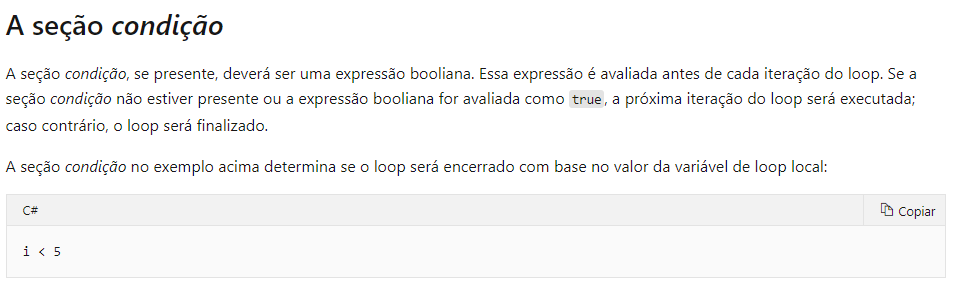 A seção condição
A seção condição, se presente, deverá ser uma expressão booliana. Essa expressão é avaliada antes de cada iteração do loop. Se a
seção condição não estiver presente ou a expressão booliana for avaliada como true, a próxima iteração do loop será executada;
caso contrário, o loop será finalizado.
A seção condição no exemplo acima determina se o loop será encerrado com base no valor da variável de loop local:
C# Copiar
i < 5